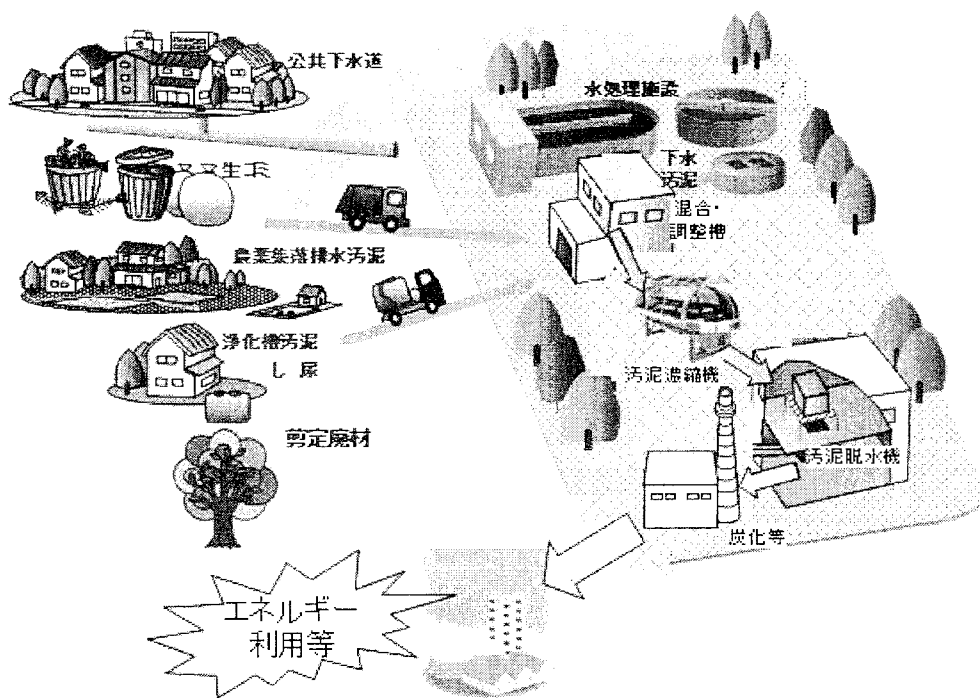 公共下水道
水処理施設
生ゴミ
下水
汚泥
混合・
調整槽
農業集落排水汚泥
浄化槽汚泥
し 尿
汚泥濃縮機
剪定廃材
汚泥脱水機
炭化等
エネルギー
利用等